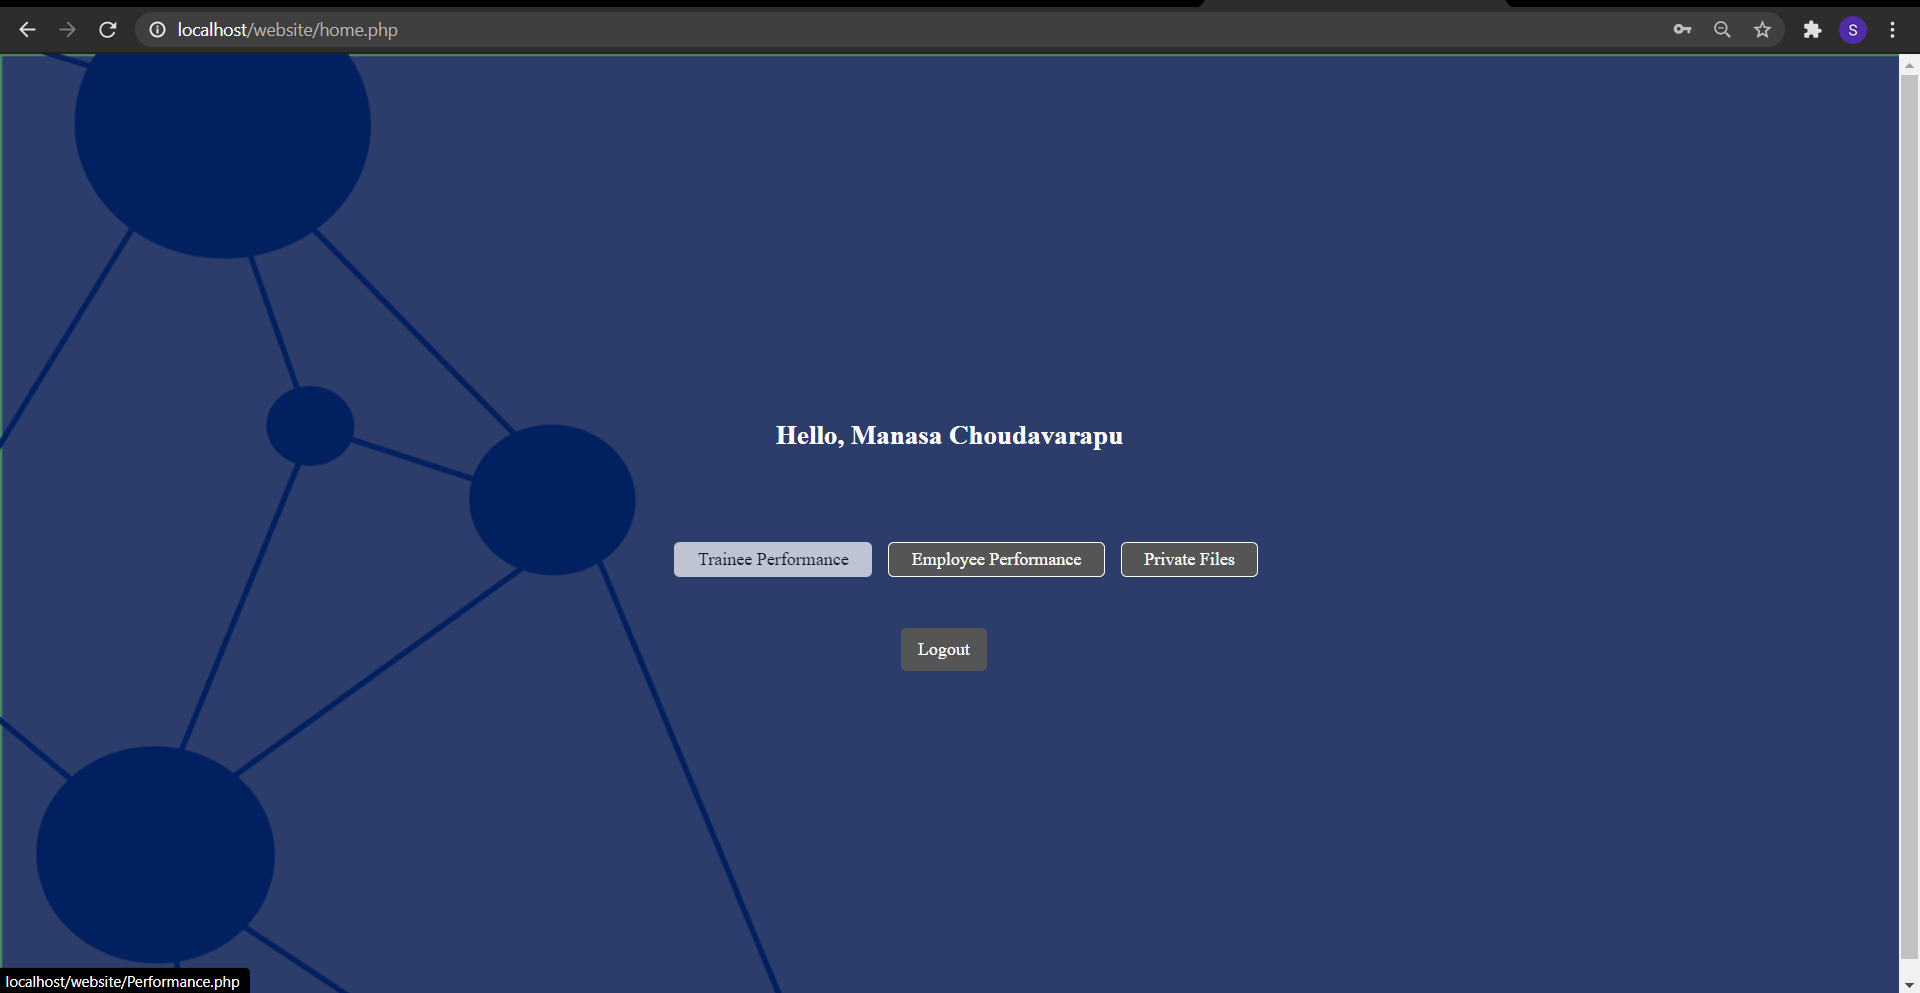 localhost/website/home.php
S
Hello, Manasa Choudavarapu
Trainee Performance Employee Performance Private Files
Logout
localhost/website/Performance.php